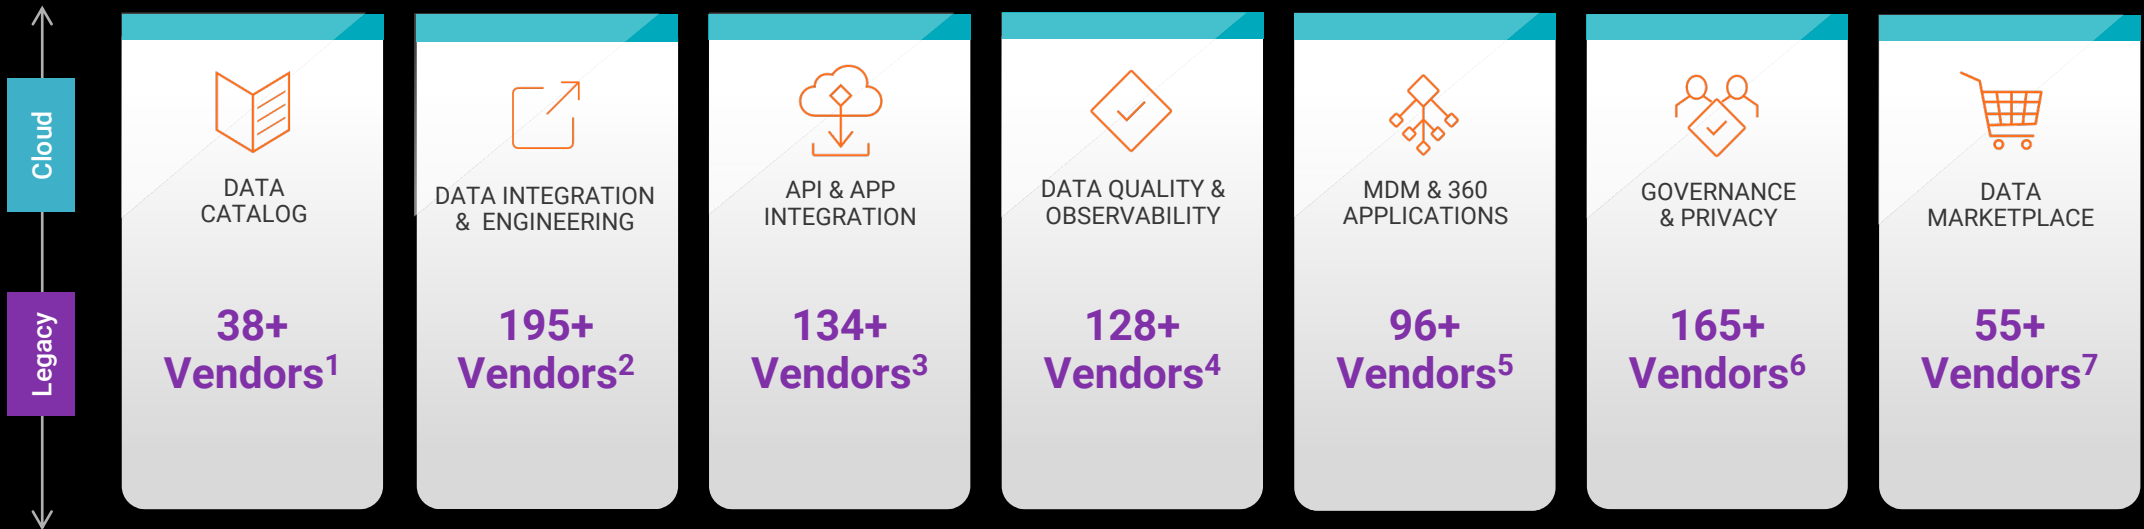 Cloud
Legacy
DATA
CATALOG
38+
Vendors¹
DATA INTEGRATION
& ENGINEERING
195+
Vendors²
API & APP
INTEGRATION
134+
Vendors³
DATA QUALITY &
OBSERVABILITY
128+
Vendors⁴
MDM & 360
APPLICATIONS
96+
Vendors⁵
GOVERNANCE
& PRIVACY
165+
Vendors⁶
DATA
MARKETPLACE
55+
Vendors⁷